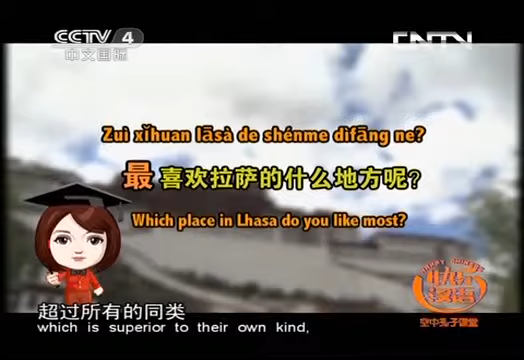 CCTV 4
CNTV
中文国际
Zuì xǐhuan lāsà de shénme dìfāng ne?
最喜欢拉萨的什么地方呢?
Which place in Lhasa do you like most?
HAPPY CHINESE
快乐汉语
空中孔子课堂
超过所有的同类
which is superior to their own kind,